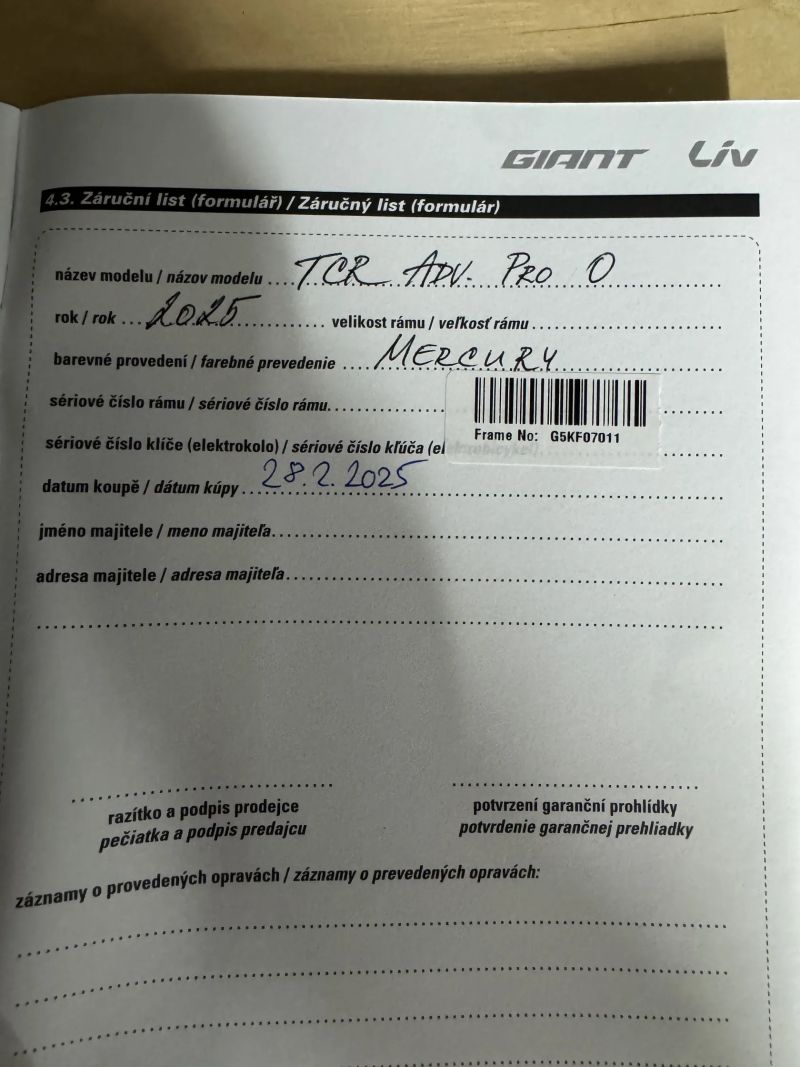 GIANT Liv
4.3. Záruční list (formulář) / Záručný list (formulár)
název modelu / názov modelu .... TCR ADV. PRO 0
rok / rok ... 2025 .................. velikost rámu / veľkosť rámu ..............................
barevné provedení / farebné prevedenie .... MERCURY
sériové číslo rámu / sériové číslo rámu..................
Frame No: G5KF07011
sériové číslo klíče (elektrokolo) / sériové číslo kľúča (el
datum koupě / dátum kúpy .. 28.2.2025 ..............................
jméno majitele / meno majiteľa............................................................
adresa majitele / adresa majiteľa............................................................
razítko a podpis prodejce
pečiatka a podpis predajcu
potvrzení garanční prohlídky
potvrdenie garančnej prehliadky
záznamy o provedených opravách / záznamy o prevedených opravách: